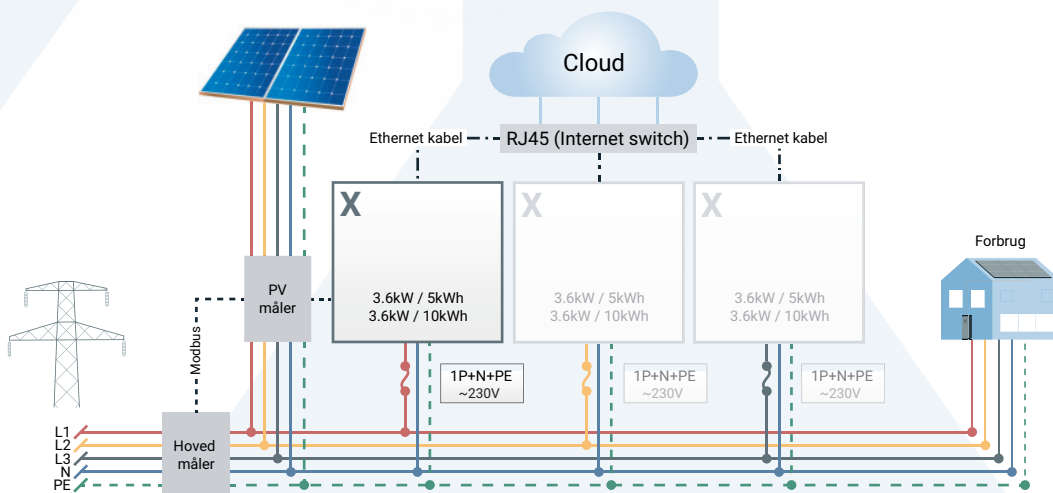 Cloud
Ethernet kabel
RJ45 (Internet switch)
Ethernet kabel
X
X
X
Forbrug
PV
måler
3.6kW / 5kWh
3.6kW / 10kWh
3.6kW / 5kWh
3.6kW / 10kWh
3.6kW / 5kWh
3.6kW / 10kWh
Modbus
1P+N+PE
~230V
1P+N+PE
~230V
1P+N+PE
~230V
Hoved
måler
L1
L2
L3
N
PE